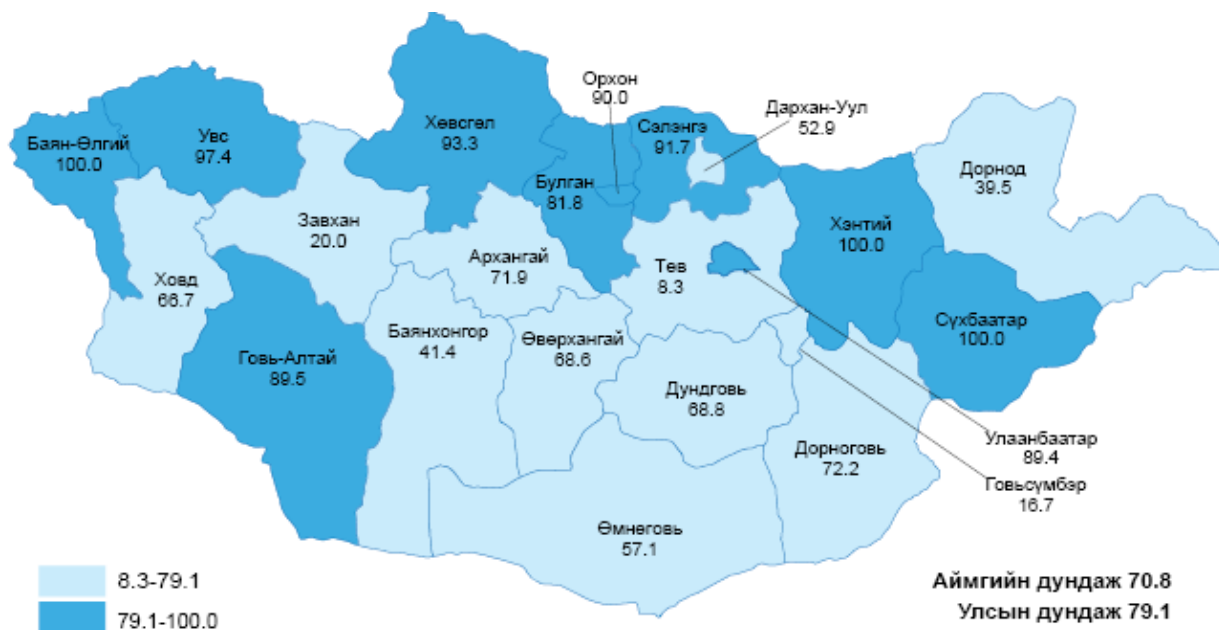 Орхон
90.0
Дархан-Уул
52.9
Баян-Өлгий
100.0
Увс
97.4
Хөвсгөл
93.3
Сэлэнгэ
91.7
Булган
81.8
Дорнод
39.5
Завхан
20.0
Архангай
71.9
Төв
8.3
Хэнтий
100.0
Ховд
66.7
Говь-Алтай
89.5
Баянхонгор
41.4
Өвөрхангай
68.6
Сүхбаатар
100.0
Дундговь
68.8
Дорноговь
72.2
Улаанбаатар
89.4
Говьсүмбэр
16.7
Өмнөговь
57.1
8.3-79.1
79.1-100.0
Аймгийн дундаж 70.8
Улсын дундаж 79.1